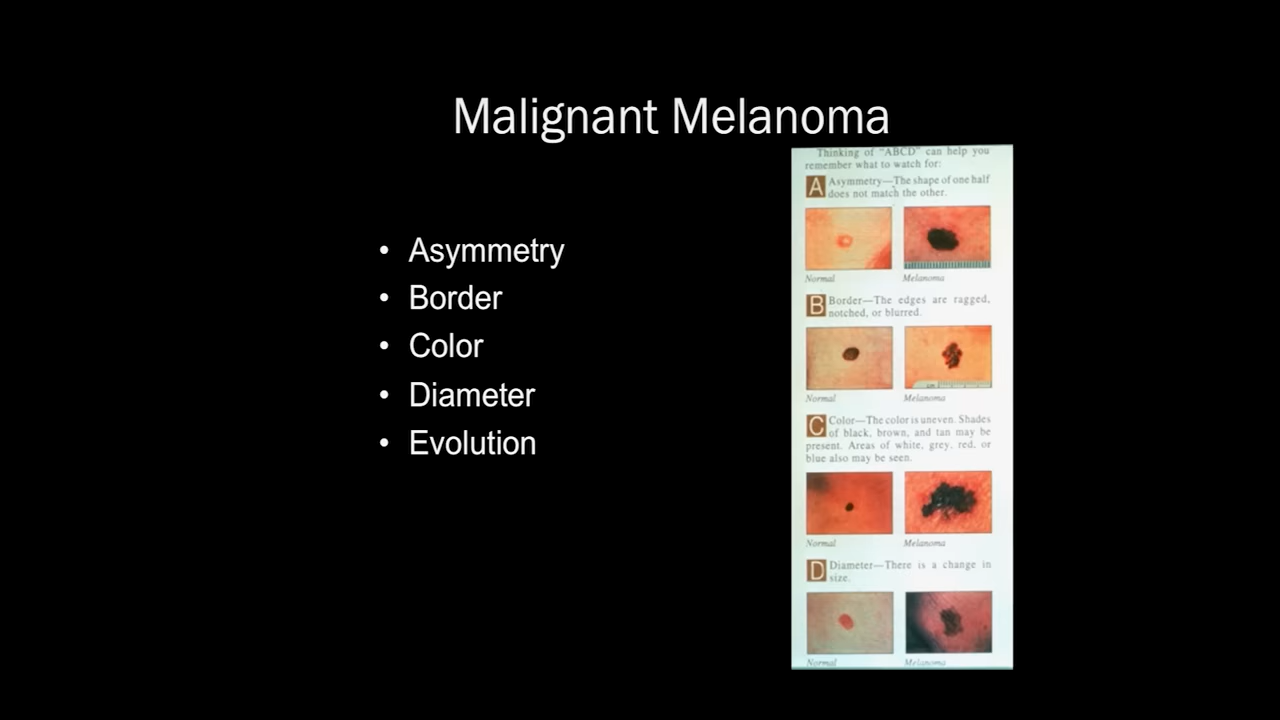 Malignant Melanoma
• Asymmetry
• Border
• Color
• Diameter
• Evolution
Thinking of "ABCD" can help you
remember what to watch for:
A Asymmetry—The shape of one half
does not match the other.
Normal Melanoma
B Border—The edges are ragged,
notched, or blurred.
Normal Melanoma
C Color—The color is uneven. Shades
of black, brown, and tan may be
present. Areas of white, grey, red, or
blue also may be seen.
Normal Melanoma
D Diameter—There is a change in
size.
Normal Melanoma